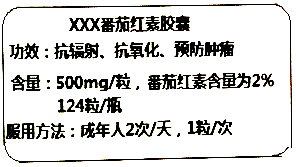 XXX番茄红素胶囊
功效：抗辐射、抗氧化、预防肿瘤
含量：500mg/粒，番茄红素含量为2%
124粒/瓶
服用方法：成年人2次/天，1粒/次